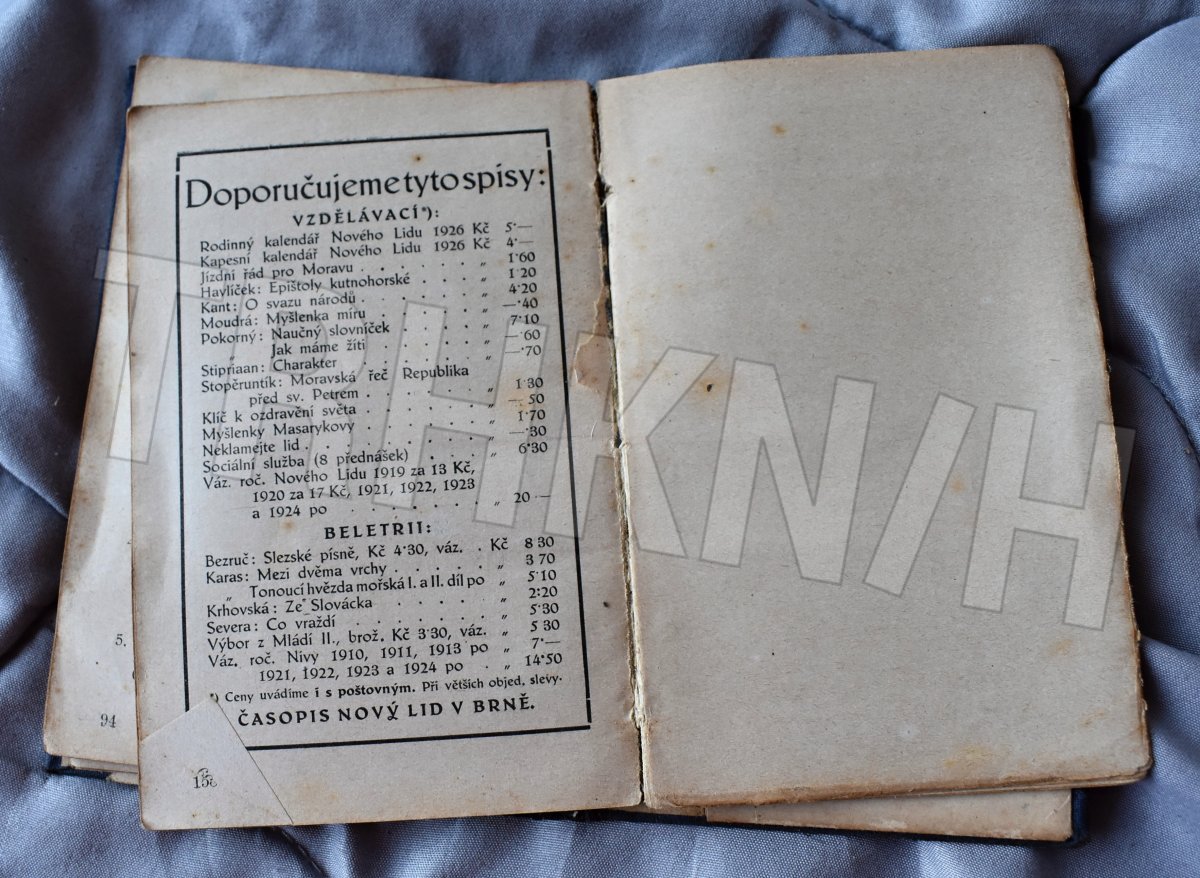 Doporučujeme tyto spisy:
VZDĚLÁVACÍ*):
Rodinný kalendář Nového Lidu 1926 Kč 5·—
Kapesní kalendář Nového Lidu 1926 Kč 4·—
Jízdní řád pro Moravu . . . . . . „ 1·60
Havlíček: Epištoly kutnohorské . . . „ 1·20
Kant: O svazu národů . . . . . . „ 4·20
Moudrá: Myšlenka míru . . . . . „ —·40
Pokorný: Naučný slovníček . . . . „ 7·10
Jak máme žíti . . . . . „ —·60
Stipriaan: Charakter . . . . . . „ —·70
Stopěruntík: Moravská řeč Republika
před sv. Petrem . . . . . . „ 1·30
Klíč k ozdravění světa . . . . . „ —·50
Myšlenky Masarykovy . . . . . „ 1·70
Neklamejte lid . . . . . . . „ —·30
Sociální služba (8 přednášek) . . . „ 6·30
Váz. roč. Nového Lidu 1919 za 13 Kč,
1920 za 17 Kč, 1921, 1922, 1923
a 1924 po . . . . . . . „ 20·—
BELETRII:
Bezruč: Slezské písně, Kč 4·30, váz. . Kč 8·30
Karas: Mezi dvěma vrchy . . . . . „ 3·70
„ Tonoucí hvězda mořská I. a II. díl po „ 5·10
Krhovská: Ze Slovácka . . . . . „ 2·20
Severa: Co vraždí . . . . . . „ 5·30
Výbor z Mládí II., brož. Kč 3·30, váz. „ 5·30
Váz. roč. Nivy 1910, 1911, 1913 po „ 7·—
1921, 1922, 1923 a 1924 po . „ 14·50
*) Ceny uvádíme i s poštovným. Při větších objed. slevy.
ČASOPIS NOVÝ LID V BRNĚ.
5.
94